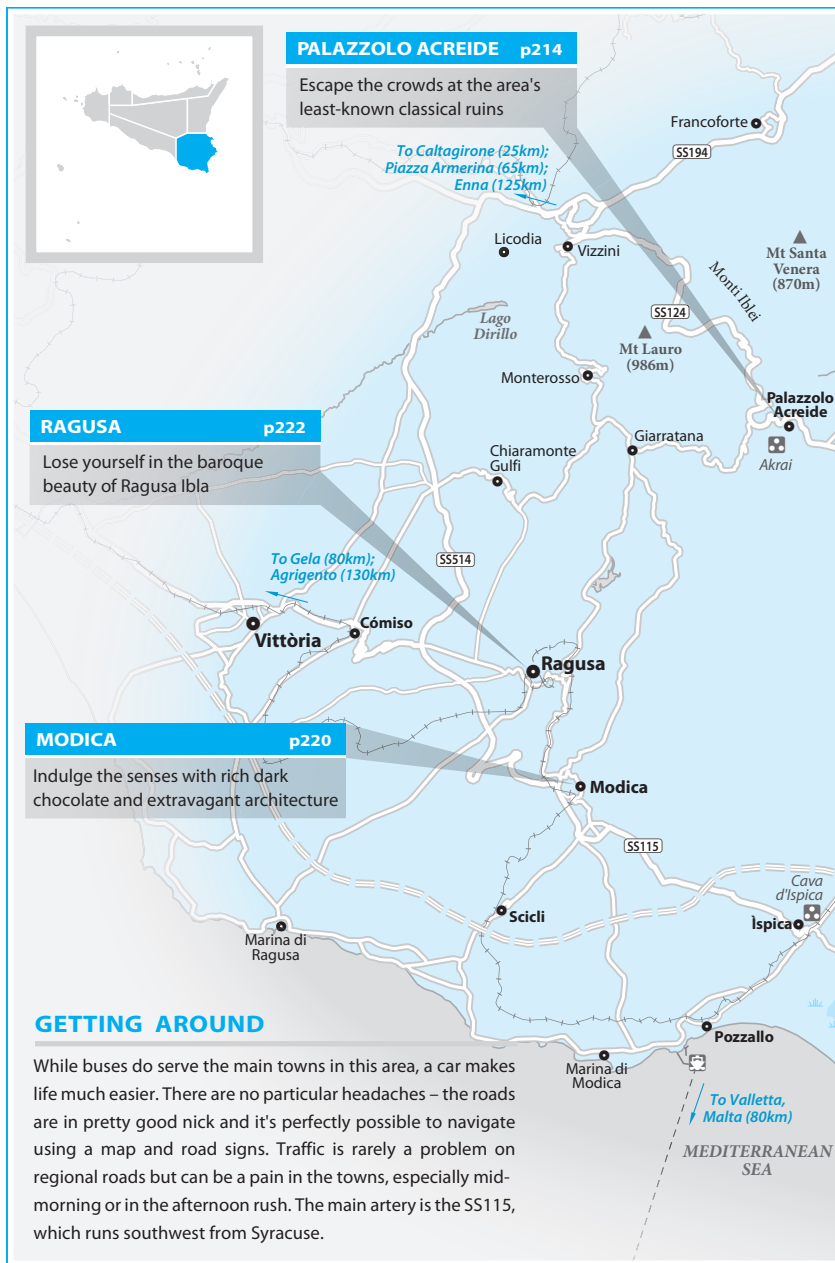 PALAZZOLO ACREIDE p214
Escape the crowds at the area's
least-known classical ruins
Francoforte
SS194
To Caltagirone (25km);
Piazza Armerina (65km);
Enna (125km)
Licodia
Vizzini
Mt Santa
Venera
(870m)
Monti Iblei
Lago
Dirillo
SS124
Mt Lauro
(986m)
Monterosso
Palazzolo
Acreide
RAGUSA p222
Lose yourself in the baroque
beauty of Ragusa Ibla
Giarratana
Chiaramonte
Gulfi
Akrai
To Gela (80km);
Agrigento (130km)
SS514
Vittòria
Cómiso
Ragusa
MODICA p220
Indulge the senses with rich dark
chocolate and extravagant architecture
Modica
SS115
Cava
d'Ispica
Scicli
Ìspica
Marina di
Ragusa
GETTING AROUND
While buses do serve the main towns in this area, a car makes
life much easier. There are no particular headaches – the roads
are in pretty good nick and it's perfectly possible to navigate
using a map and road signs. Traffic is rarely a problem on
regional roads but can be a pain in the towns, especially mid-
morning or in the afternoon rush. The main artery is the SS115,
which runs southwest from Syracuse.
Pozzallo
Marina di
Modica
To Valletta,
Malta (80km)
MEDITERRANEAN
SEA